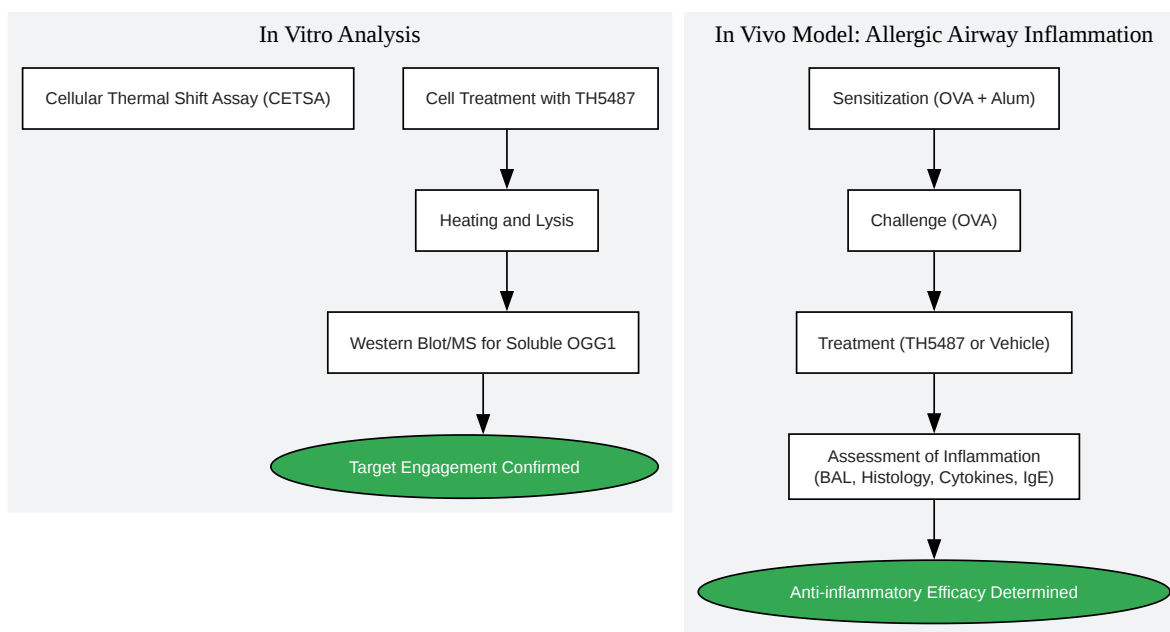 In Vitro Analysis
Cellular Thermal Shift Assay (CETSA)
Cell Treatment with TH5487
Heating and Lysis
Western Blot/MS for Soluble OGG1
Target Engagement Confirmed
In Vivo Model: Allergic Airway Inflammation
Sensitization (OVA + Alum)
Challenge (OVA)
Treatment (TH5487 or Vehicle)
Assessment of Inflammation
(BAL, Histology, Cytokines, IgE)
Anti-inflammatory Efficacy Determined